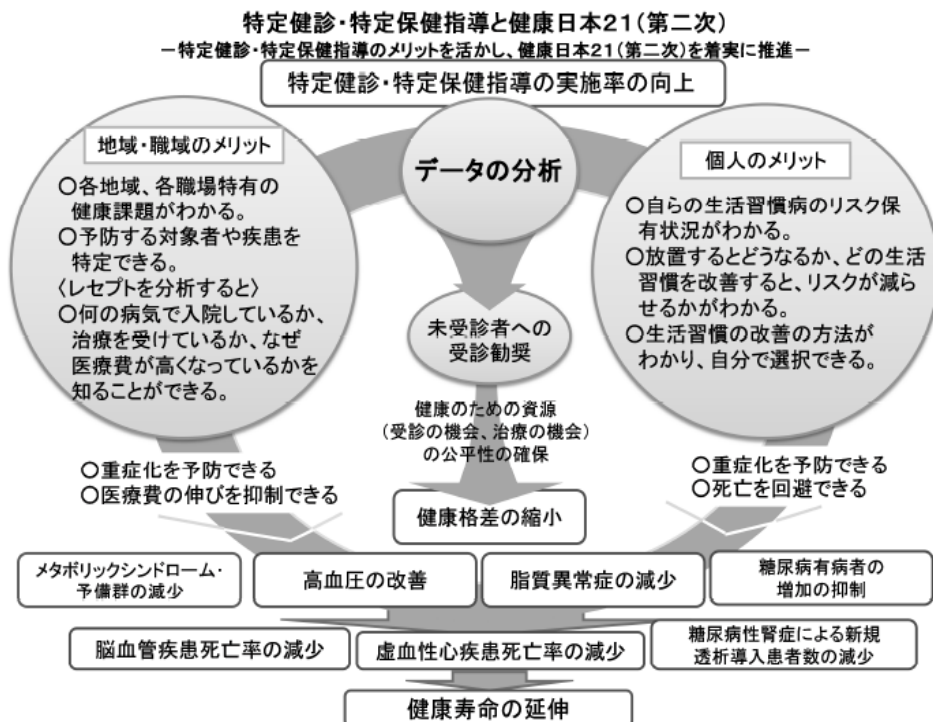 特定健診・特定保健指導と健康日本21(第二次)
－特定健診・特定保健指導のメリットを活かし、健康日本21(第二次)を着実に推進－
特定健診・特定保健指導の実施率の向上
地域・職域のメリット
○各地域、各職場特有の
健康課題がわかる。
○予防する対象者や疾患を
特定できる。
〈レセプトを分析すると〉
○何の病気で入院しているか、
治療を受けているか、なぜ
医療費が高くなっているかを
知ることができる。
データの分析
未受診者への
受診勧奨
健康のための資源
(受診の機会、治療の機会)
の公平性の確保
健康格差の縮小
個人のメリット
○自らの生活習慣病のリスク保
有状況がわかる。
○放置するとどうなるか、どの生活
習慣を改善すると、リスクが減ら
せるかがわかる。
○生活習慣の改善の方法が
わかり、自分で選択できる。
○重症化を予防できる
○医療費の伸びを抑制できる
○重症化を予防できる
○死亡を回避できる
メタボリックシンドローム・
予備群の減少
高血圧の改善
脂質異常症の減少
糖尿病有病者の
増加の抑制
脳血管疾患死亡率の減少
虚血性心疾患死亡率の減少
糖尿病性腎症による新規
透析導入患者数の減少
健康寿命の延伸